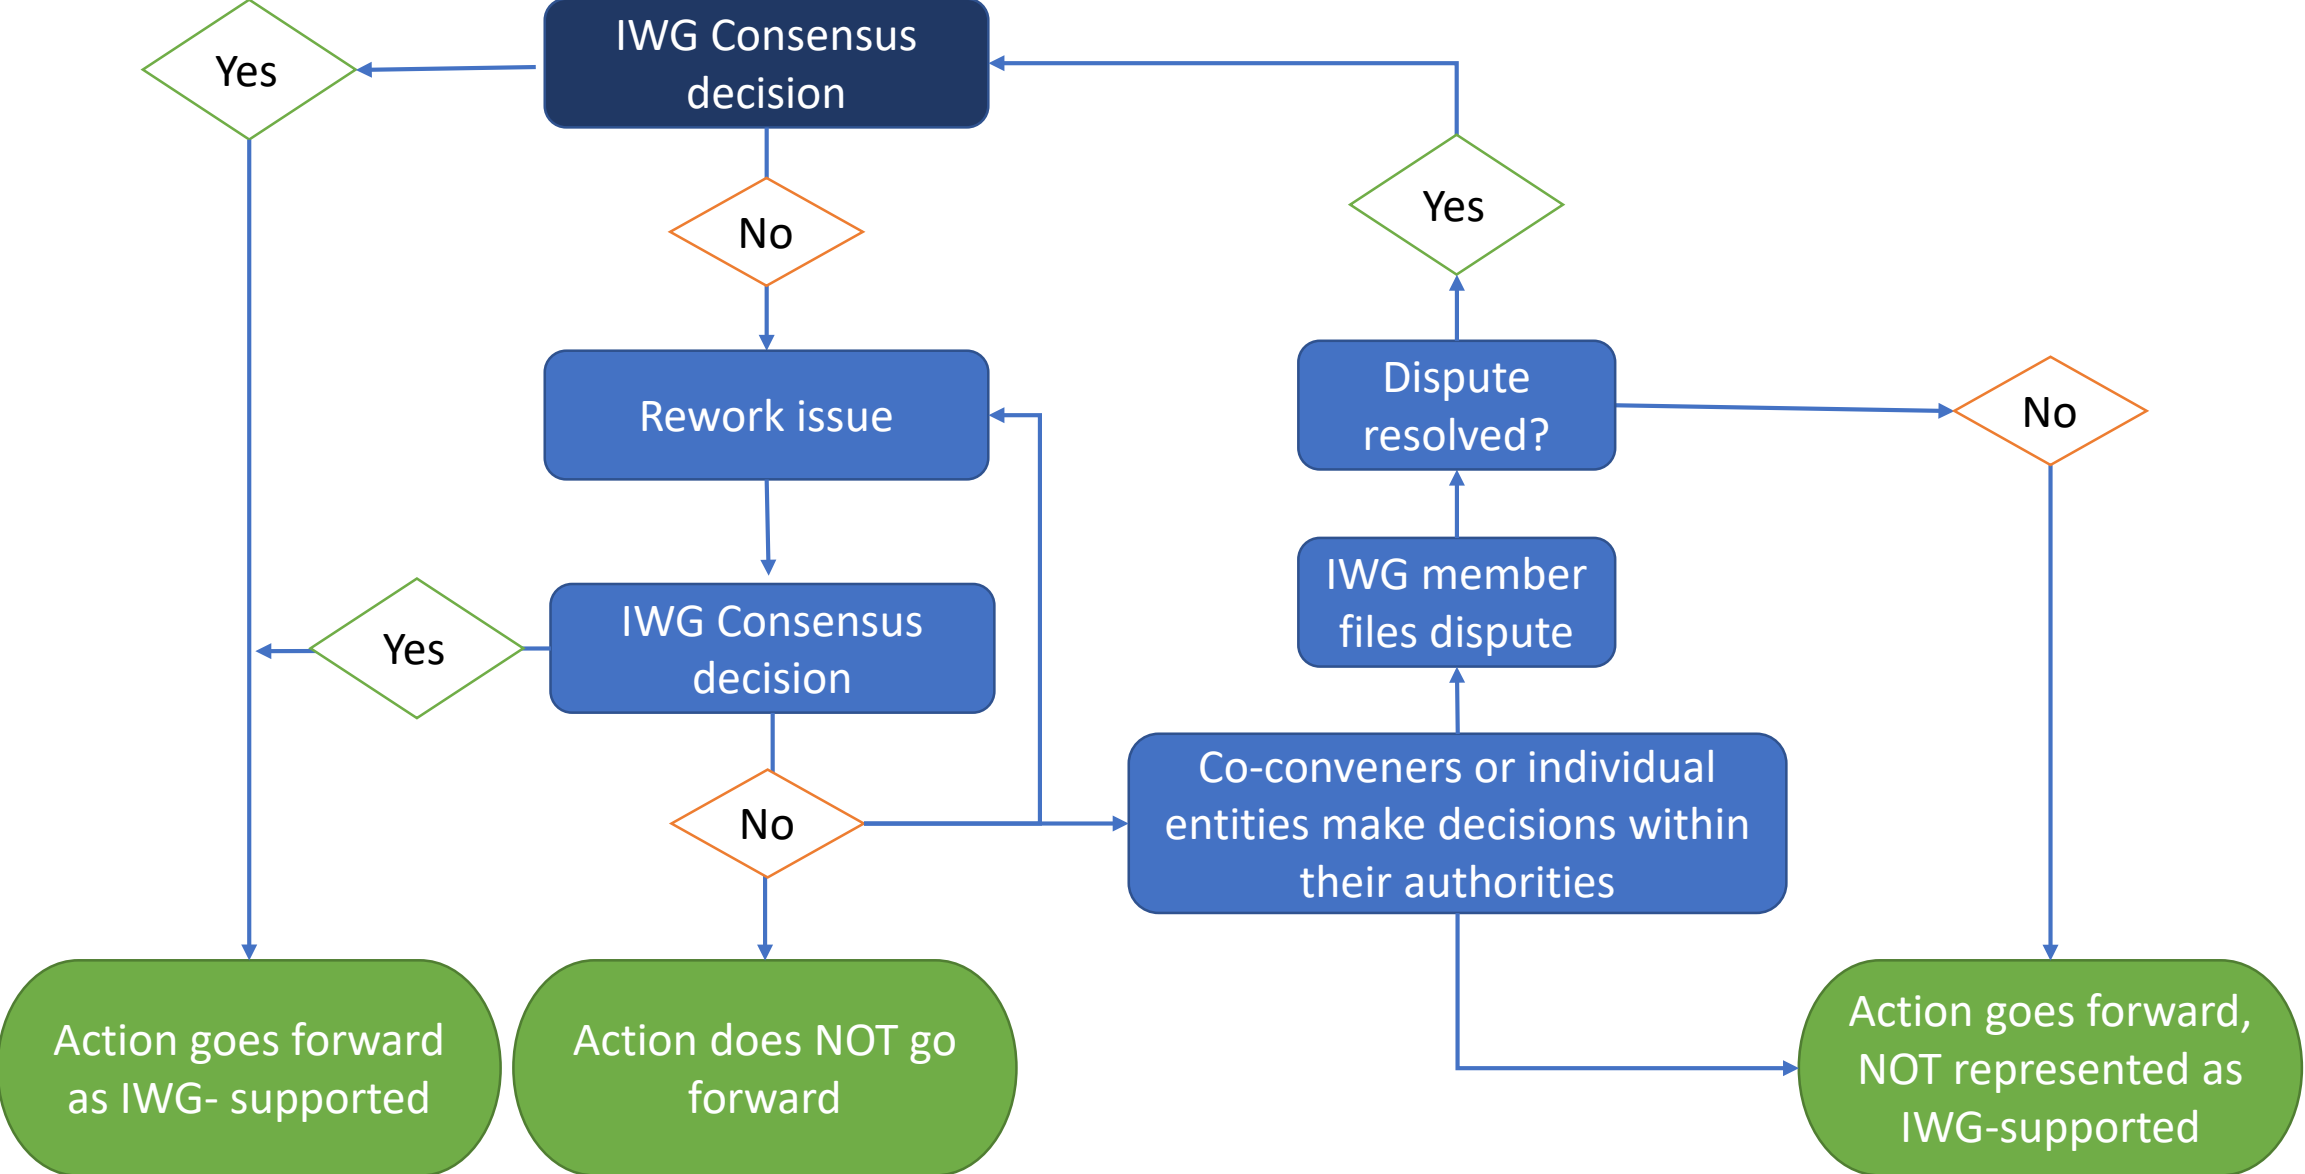 IWG Consensus
decision
Yes
No
Yes
Rework issue
Dispute
resolved?
No
IWG Consensus
decision
Yes
IWG member
files dispute
No
Co-conveners or individual
entities make decisions within
their authorities
Action goes forward
as IWG- supported
Action does NOT go
forward
Action goes forward,
NOT represented as
IWG-supported